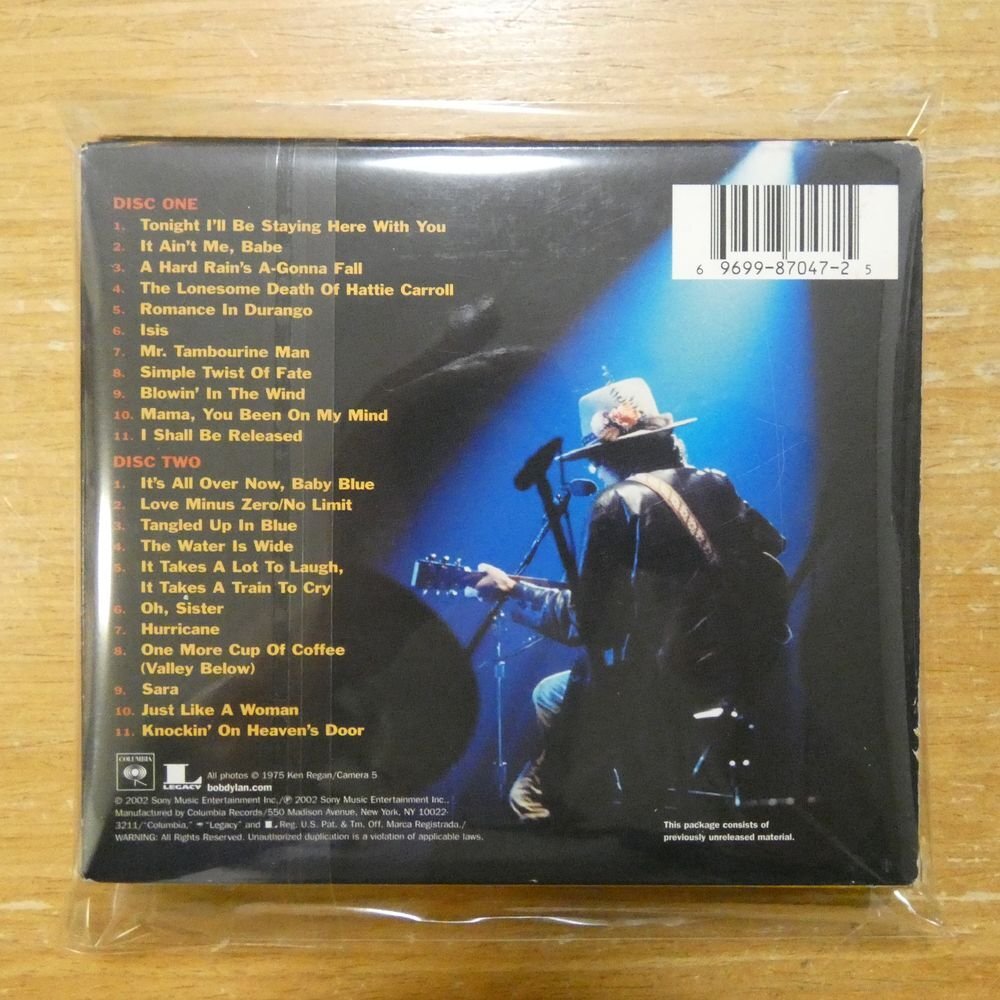 DISC ONE
1. Tonight I'll Be Staying Here With You
2. It Ain't Me, Babe
3. A Hard Rain's A-Gonna Fall
4. The Lonesome Death Of Hattie Carroll
5. Romance In Durango
6. Isis
7. Mr. Tambourine Man
8. Simple Twist Of Fate
9. Blowin' In The Wind
10. Mama, You Been On My Mind
11. I Shall Be Released
DISC TWO
1. It's All Over Now, Baby Blue
2. Love Minus Zero/No Limit
3. Tangled Up In Blue
4. The Water Is Wide
5. It Takes A Lot To Laugh,
It Takes A Train To Cry
6. Oh, Sister
7. Hurricane
8. One More Cup Of Coffee
(Valley Below)
9. Sara
10. Just Like A Woman
11. Knockin' On Heaven's Door
6 9699-87047-2 5
COLUMBIA
L
LEGACY
All photos © 1975 Ken Regan/Camera 5
bobdylan.com
© 2002 Sony Music Entertainment Inc./℗ 2002 Sony Music Entertainment Inc..
Manufactured by Columbia Records/550 Madison Avenue, New York, NY 10022-
3211/"Columbia," "Legacy" and L Reg. U.S. Pat. & Tm. Off. Marca Registrada./
WARNING: All Rights Reserved. Unauthorized duplication is a violation of applicable laws.
This package consists of
previously unreleased material.